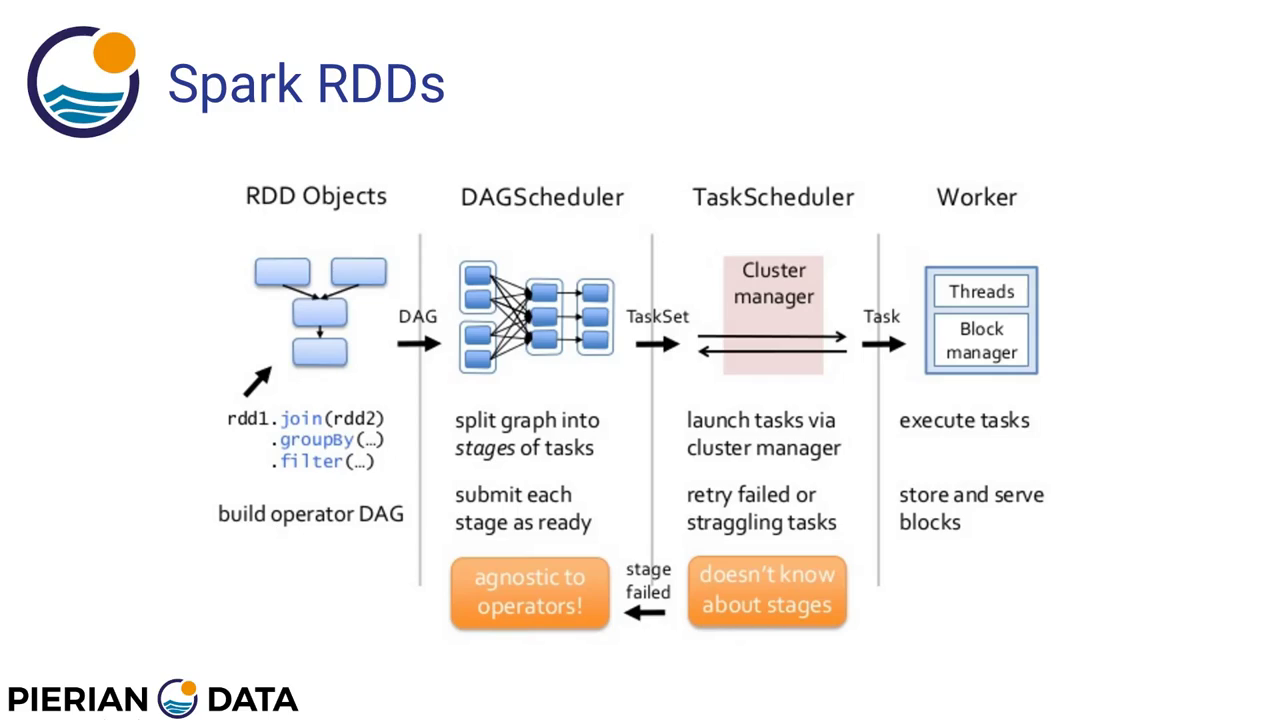 Spark RDDs
RDD Objects
DAGScheduler
TaskScheduler
Worker
DAG
TaskSet
Cluster
manager
Task
Threads
Block
manager
rdd1.join(rdd2)
.groupBy(…)
.filter(…)
build operator DAG
split graph into
stages of tasks
submit each
stage as ready
launch tasks via
cluster manager
retry failed or
straggling tasks
execute tasks
store and serve
blocks
agnostic to
operators!
stage
failed
doesn't know
about stages
PIERIAN DATA